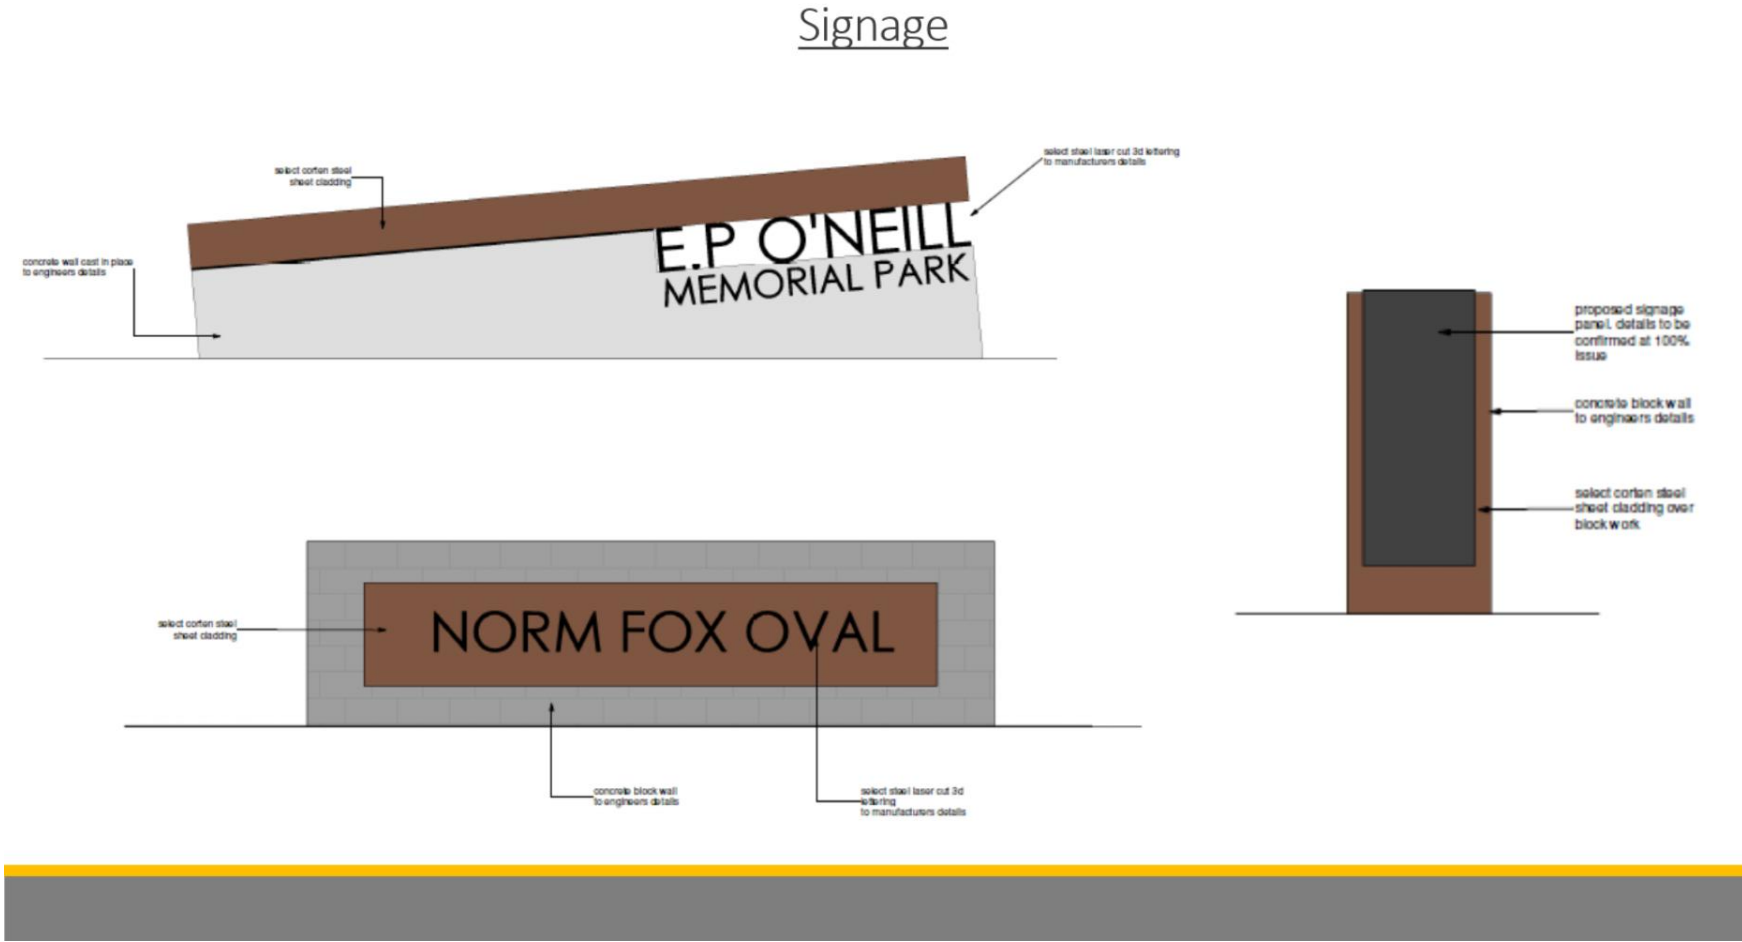 Signage
select corten steel
sheet cladding
select steel laser cut 3d lettering
to manufacturers details
concrete wall cast in place
to engineers details
E.P O'NEILL
MEMORIAL PARK
proposed signage
panel. details to be
confirmed at 100%
issue
concrete block wall
to engineers details
select corten steel
sheet cladding over
block work
select corten steel
sheet cladding
NORM FOX OVAL
concrete block wall
to engineers details
select steel laser cut 3d
lettering
to manufacturers details